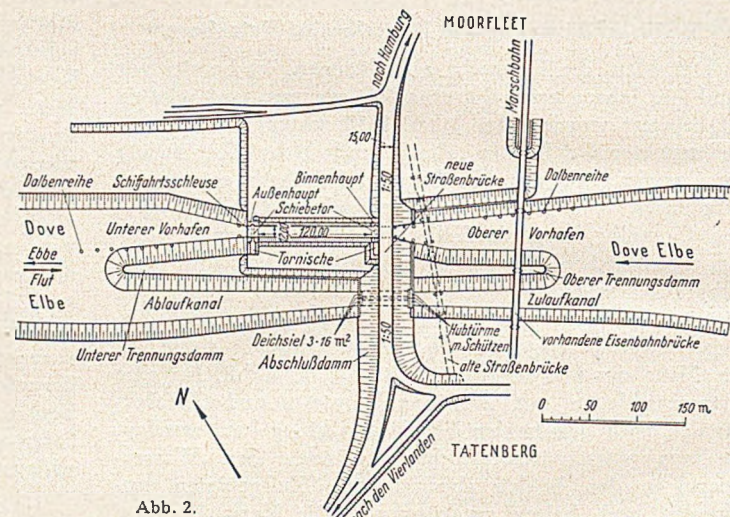 MOORFLEET
nach Hamburg
Marschbahn
15,00
1:50
Dalbenreihe
Schiffahrtsschleuse
Binnenhaupt
Außenhaupt
Schiebetor
neue
Straßenbrücke
Dalbenreihe
Dove
Unterer Vorhafen
120.00
Oberer Vorhafen
Ebbe
Flut
Tornische
Dove Elbe
Elbe
Ablaufkanal
Oberer Trennungsdamm
Zulaufkanal
Unterer Trennungsdamm
Deichsiel 3·16 m²
Abschlußdamm
1:50
Hubtürme
m.Schützen
alte Straßenbrücke
vorhandene Eisenbahnbrücke
N
0 50 100 150 m
nach den Vierlanden
TATENBERG
Abb. 2.